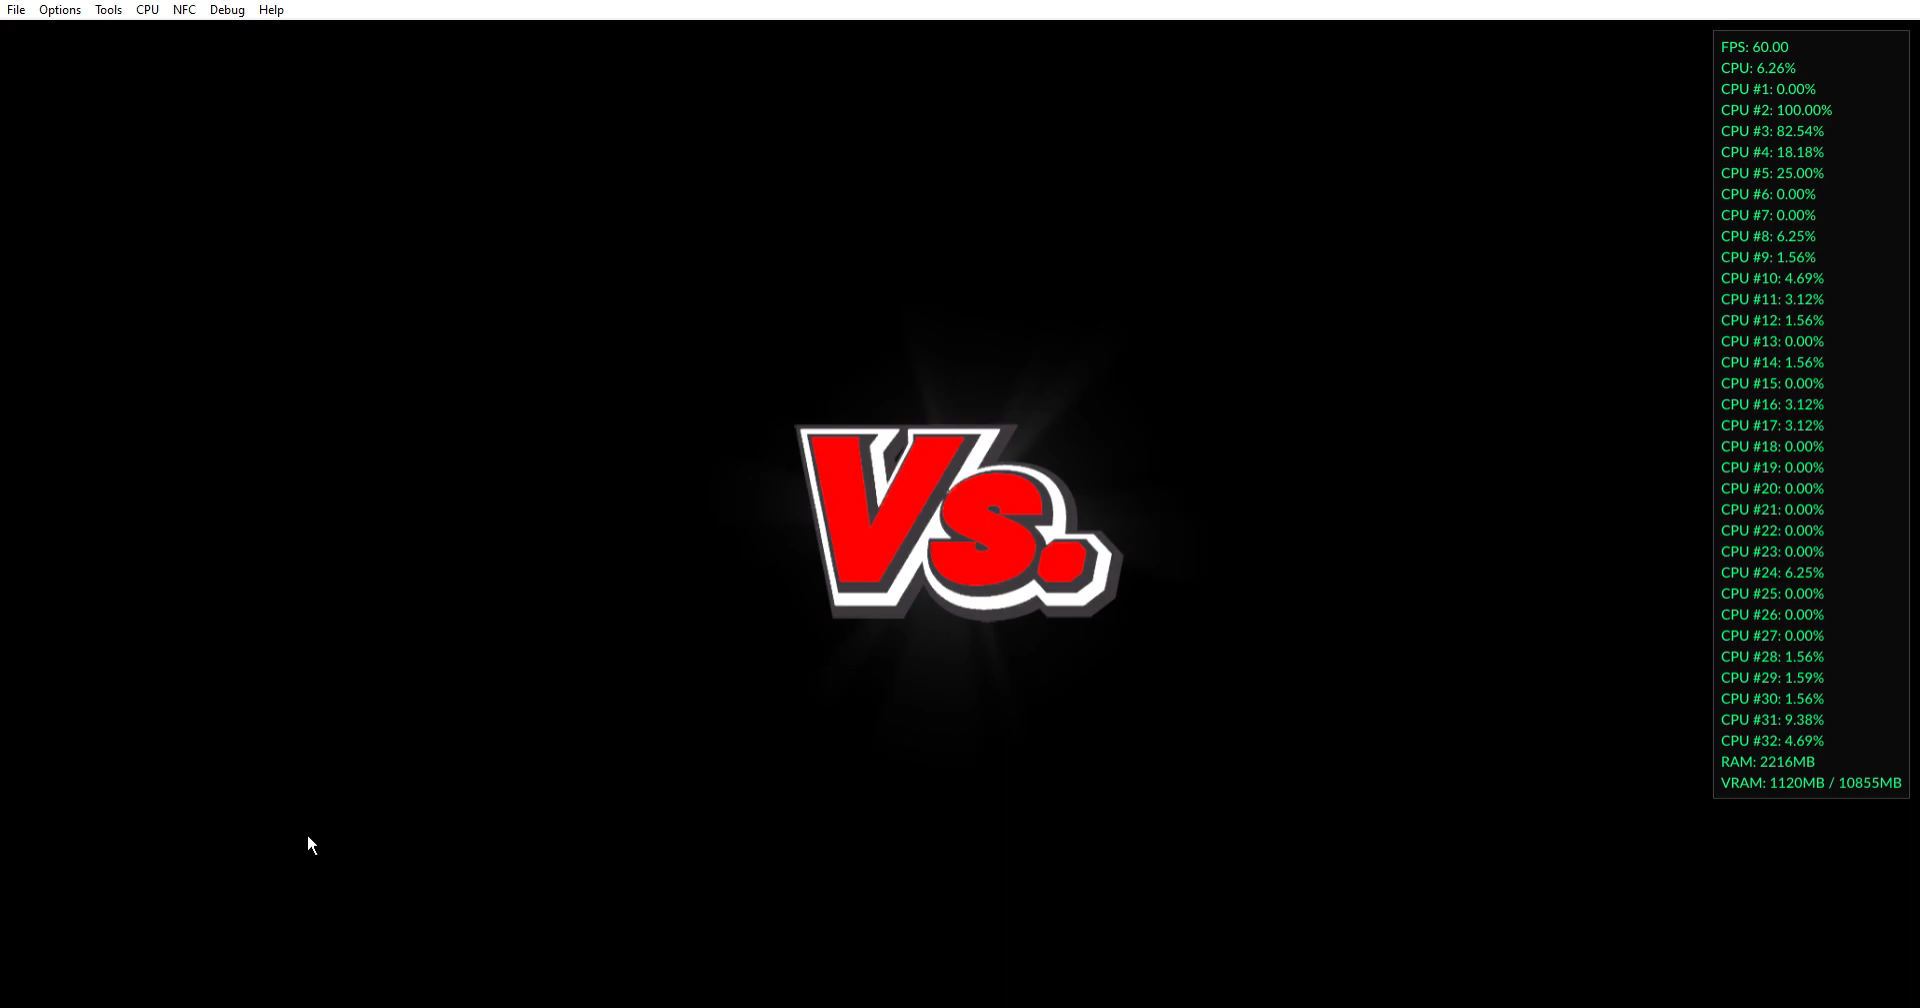 File Options Tools CPU NFC Debug Help
FPS: 60.00
CPU: 6.26%
CPU #1: 0.00%
CPU #2: 100.00%
CPU #3: 82.54%
CPU #4: 18.18%
CPU #5: 25.00%
CPU #6: 0.00%
CPU #7: 0.00%
CPU #8: 6.25%
CPU #9: 1.56%
CPU #10: 4.69%
CPU #11: 3.12%
CPU #12: 1.56%
CPU #13: 0.00%
CPU #14: 1.56%
CPU #15: 0.00%
CPU #16: 3.12%
CPU #17: 3.12%
CPU #18: 0.00%
CPU #19: 0.00%
CPU #20: 0.00%
CPU #21: 0.00%
CPU #22: 0.00%
CPU #23: 0.00%
CPU #24: 6.25%
CPU #25: 0.00%
CPU #26: 0.00%
CPU #27: 0.00%
CPU #28: 1.56%
CPU #29: 1.59%
CPU #30: 1.56%
CPU #31: 9.38%
CPU #32: 4.69%
RAM: 2216MB
VRAM: 1120MB / 10855MB
Vs.